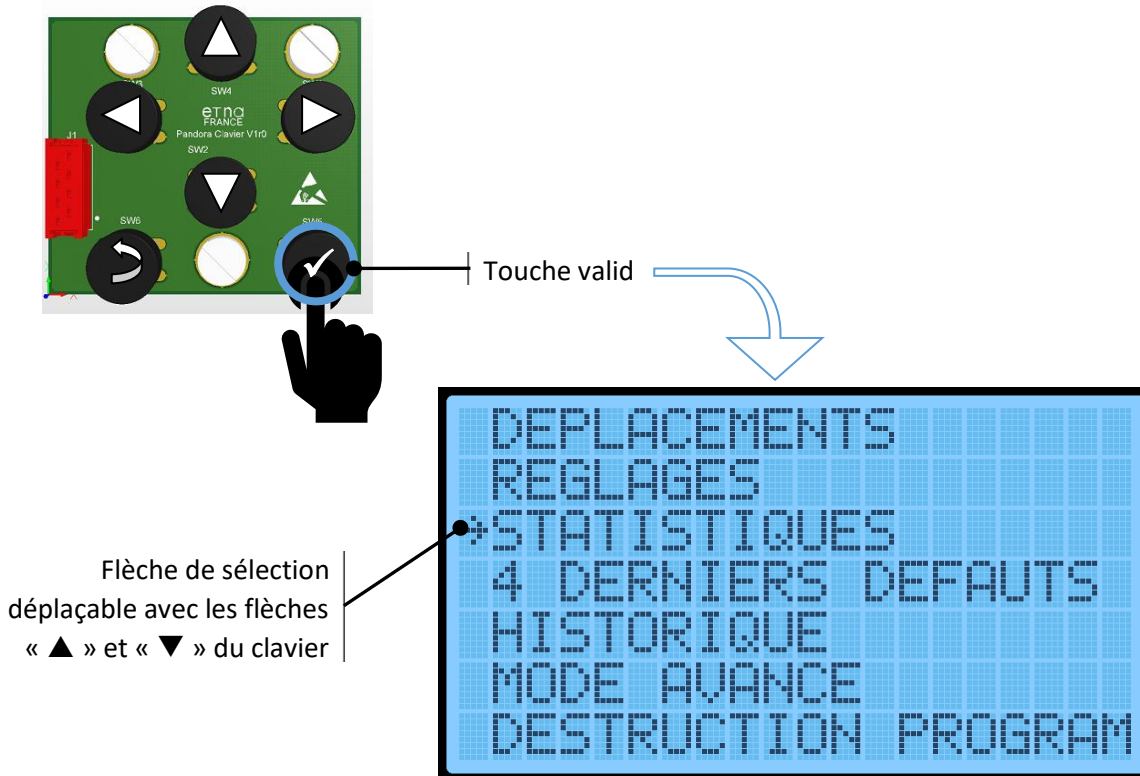 SW4
etna
FRANCE
Pandora Clavier V1r0
J1
SW2
SW6
Touche valid
DEPLACEMENTS
REGLAGES
STATISTIQUES
4 DERNIERS DEFAUTS
HISTORIQUE
MODE AVANCE
DESTRUCTION PROGRAM
Flèche de sélection
déplaçable avec les flèches
« ▲ » et « ▼ » du clavier